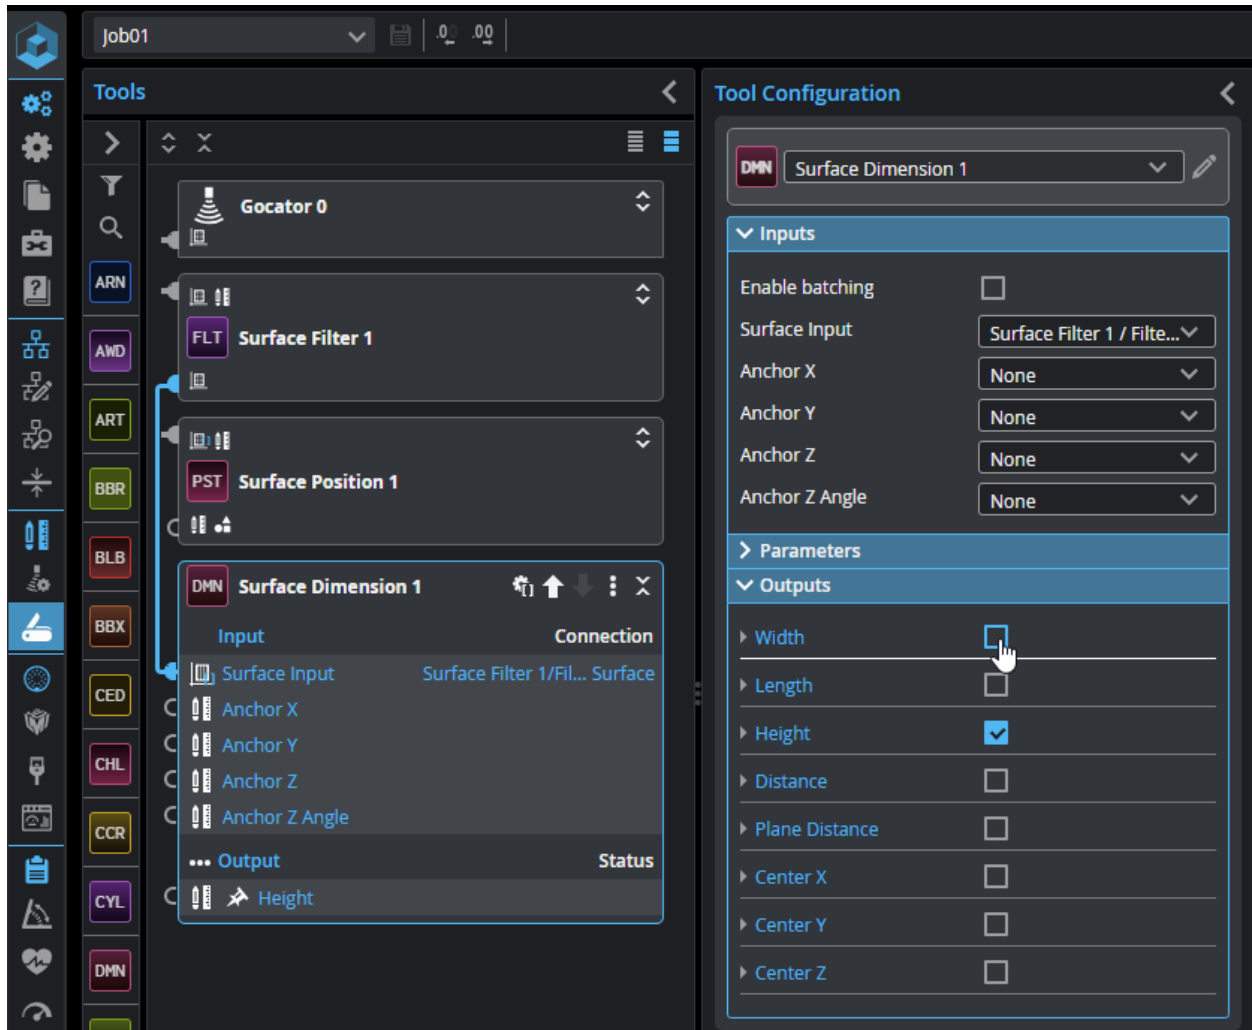 Job01
.0
.00
Tools
Tool Configuration
Gocator 0
FLT
Surface Filter 1
PST
Surface Position 1
DMN
Surface Dimension 1
Input
Connection
Surface Input
Surface Filter 1/Fil... Surface
Anchor X
Anchor Y
Anchor Z
Anchor Z Angle
Output
Status
Height
ARN
AWD
ART
BBR
BLB
BBX
CED
CHL
CCR
CYL
DMN
DMN
Surface Dimension 1
Inputs
Enable batching
Surface Input
Surface Filter 1 / Filte...
Anchor X
None
Anchor Y
None
Anchor Z
None
Anchor Z Angle
None
Parameters
Outputs
Width
Length
Height
Distance
Plane Distance
Center X
Center Y
Center Z